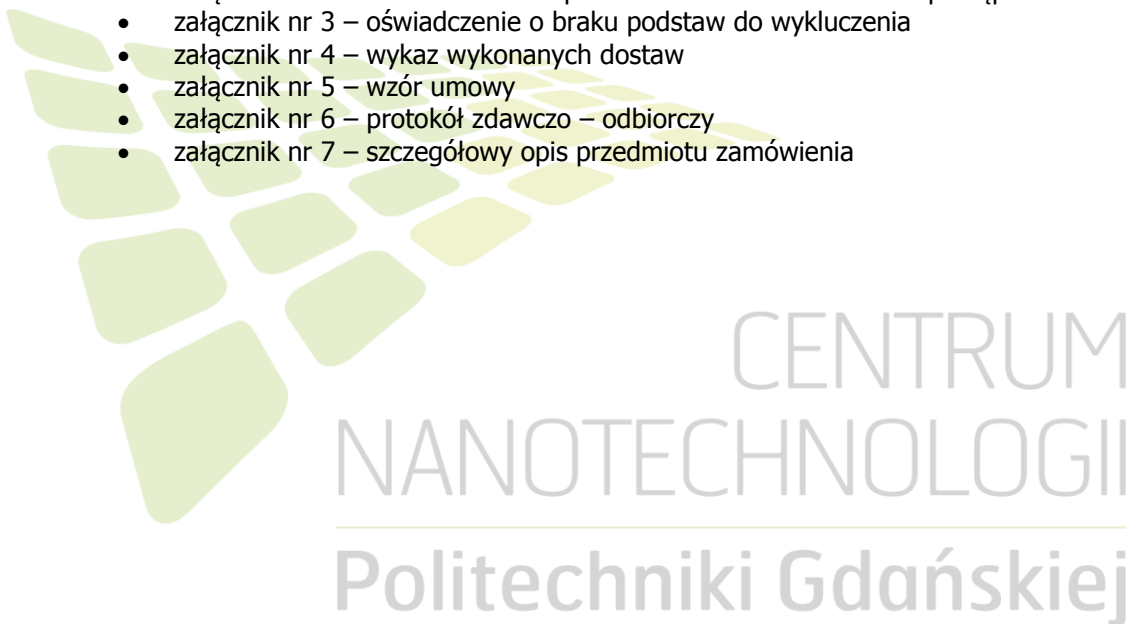 • załącznik nr 3 – oświadczenie o braku podstaw do wykluczenia
• załącznik nr 4 – wykaz wykonanych dostaw
• załącznik nr 5 – wzór umowy
• załącznik nr 6 – protokół zdawczo – odbiorczy
• załącznik nr 7 – szczegółowy opis przedmiotu zamówienia
CENTRUM
NANOTECHNOLOGII
Politechniki Gdańskiej